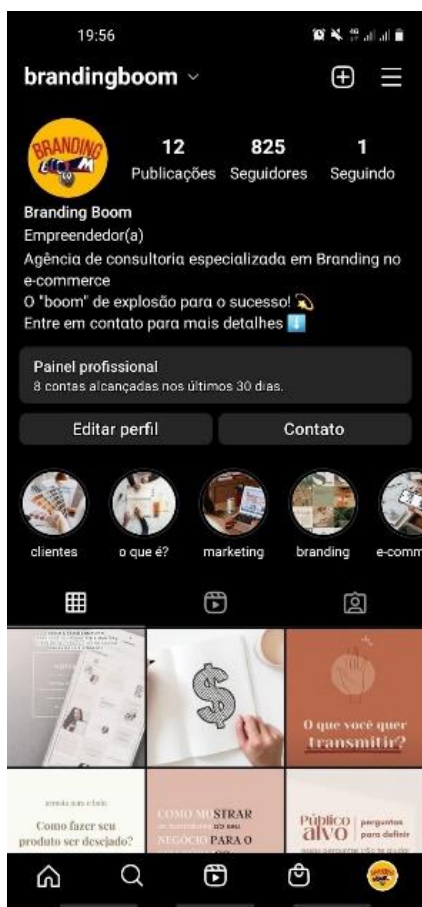 19:56
brandingboom
BRANDING
12
825
1
Publicações
Seguidores
Seguindo
Branding Boom
Empreendedor(a)
Agência de consultoria especializada em Branding no
e-commerce
O "boom" de explosão para o sucesso!
Entre em contato para mais detalhes
Painel profissional
8 contas alcançadas nos últimos 30 dias.
Editar perfil
Contato
clientes
o que é?
marketing
branding
e-comm
$
O que você quer
transmitir?
Como fazer seu
produto ser desejado?
COMO MOSTRAR
NEGÓCIO PARA O
Público
alvo
perguntas
para definir